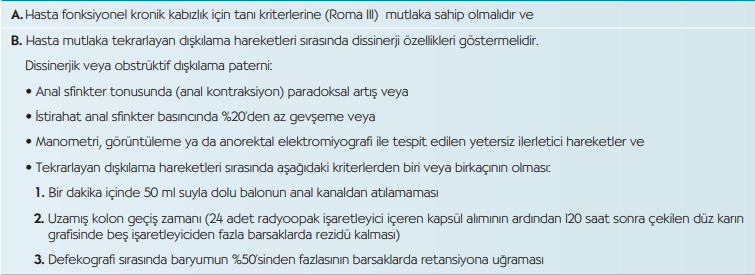 A. Hasta fonksiyonel kronik kabızlık için tanı kriterlerine (Roma III) mutlaka sahip olmalıdır ve
B. Hasta mutlaka tekrarlayan dışkılama hareketleri sırasında dissinerji özellikleri göstermelidir.
Dissinerjik veya obstrüktif dışkılama paterni:
• Anal sfinkter tonusunda (anal kontraksiyon) paradoksal artış veya
• İstirahat anal sfinkter basıncında %20'den az gevşeme veya
• Manometri, görüntüleme ya da anorektal elektromiyografi ile tespit edilen yetersiz ilerletici hareketler ve
• Tekrarlayan dışkılama hareketleri sırasında aşağıdaki kriterlerden biri veya birkaçının olması:
1. Bir dakika içinde 50 ml suyla dolu balonun anal kanaldan atılamaması
2. Uzamış kolon geçiş zamanı (24 adet radyoopak işaretleyici içeren kapsül alımının ardından 120 saat sonra çekilen düz karın
grafisinde beş işaretleyiciden fazla barsaklarda rezidü kalması)
3. Defekografi sırasında baryumun %50'sinden fazlasının barsaklarda retansiyona uğraması